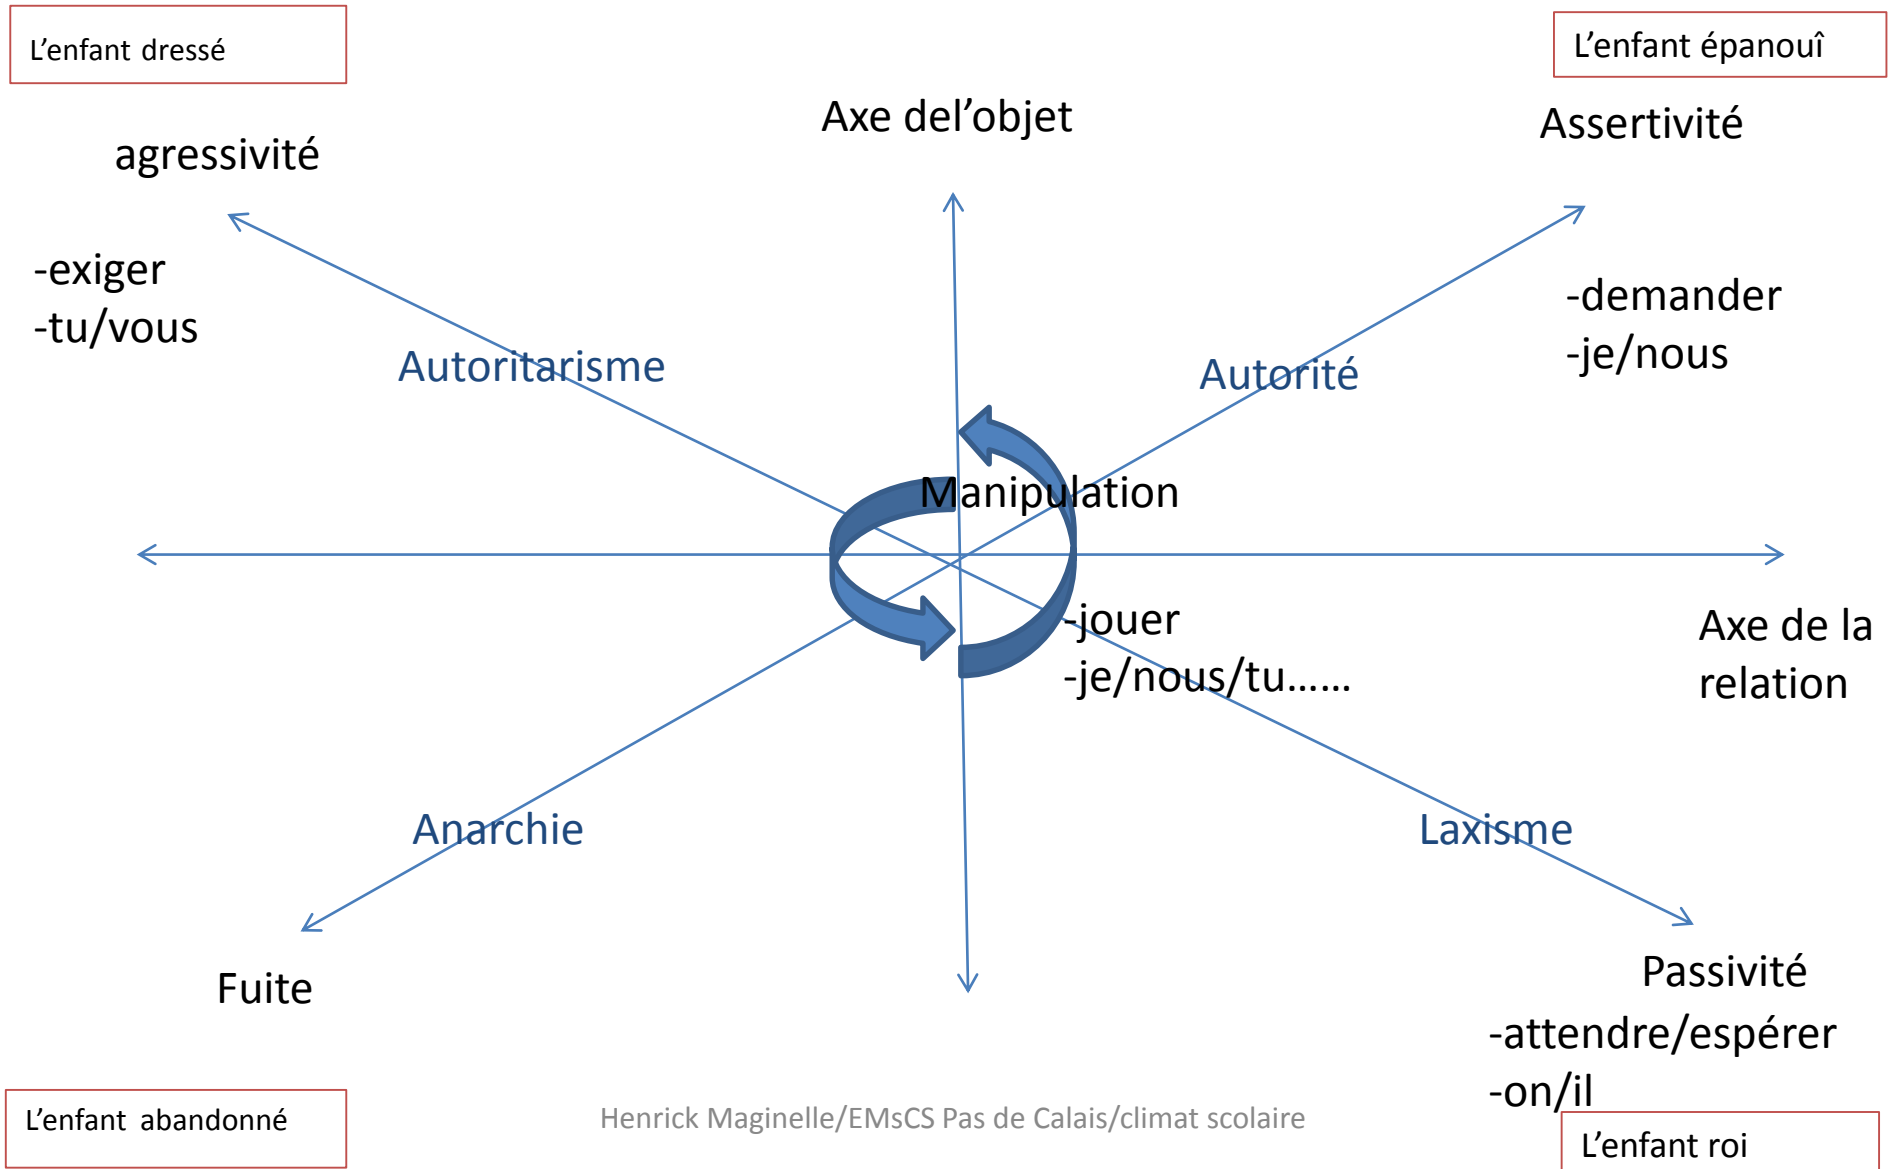 L'enfant dressé
L'enfant épanouî
Axe del'objet
Assertivité
agressivité
-exiger
-tu/vous
-demander
-je/nous
Autoritarisme
Autorité
Manipulation
-jouer
-je/nous/tu......
Axe de la
relation
Anarchie
Laxisme
Fuite
Passivité
-attendre/espérer
-on/il
L'enfant abandonné
Henrick Maginelle/EMsCS Pas de Calais/climat scolaire
L'enfant roi